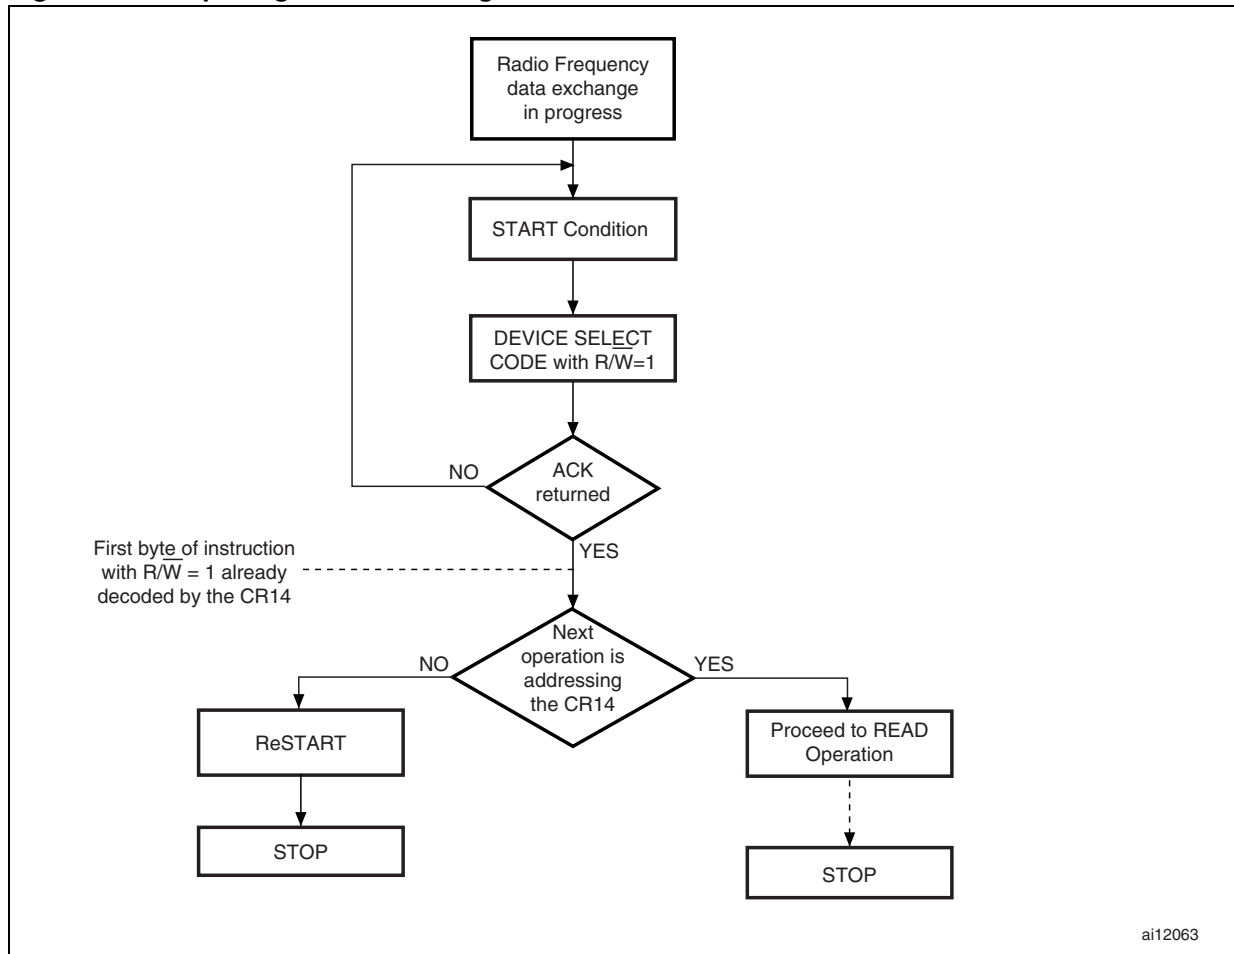 Radio Frequency
data exchange
in progress
START Condition
DEVICE SELECT
CODE with R/W̅=1
NO
ACK
returned
YES
First byte of instruction
with R/W̅ = 1 already
decoded by the CR14
NO
Next
operation is
addressing
the CR14
YES
ReSTART
Proceed to READ
Operation
STOP
STOP
ai12063